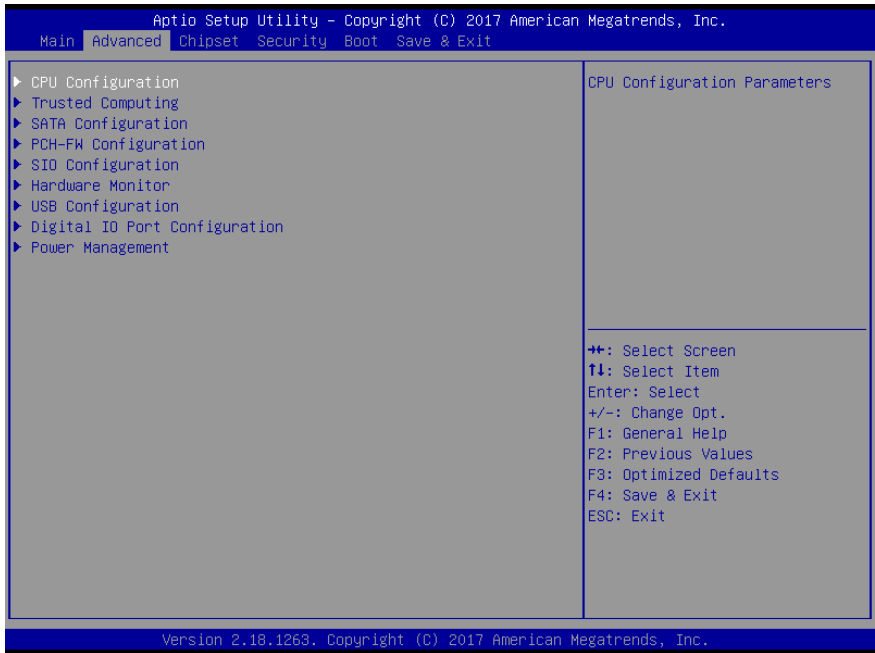 Aptio Setup Utility – Copyright (C) 2017 American Megatrends, Inc.
Main Advanced Chipset Security Boot Save & Exit
▶ CPU Configuration
▶ Trusted Computing
▶ SATA Configuration
▶ PCH-FW Configuration
▶ SIO Configuration
▶ Hardware Monitor
▶ USB Configuration
▶ Digital IO Port Configuration
▶ Power Management
CPU Configuration Parameters
→←: Select Screen
↑↓: Select Item
Enter: Select
+/-: Change Opt.
F1: General Help
F2: Previous Values
F3: Optimized Defaults
F4: Save & Exit
ESC: Exit
Version 2.18.1263. Copyright (C) 2017 American Megatrends, Inc.